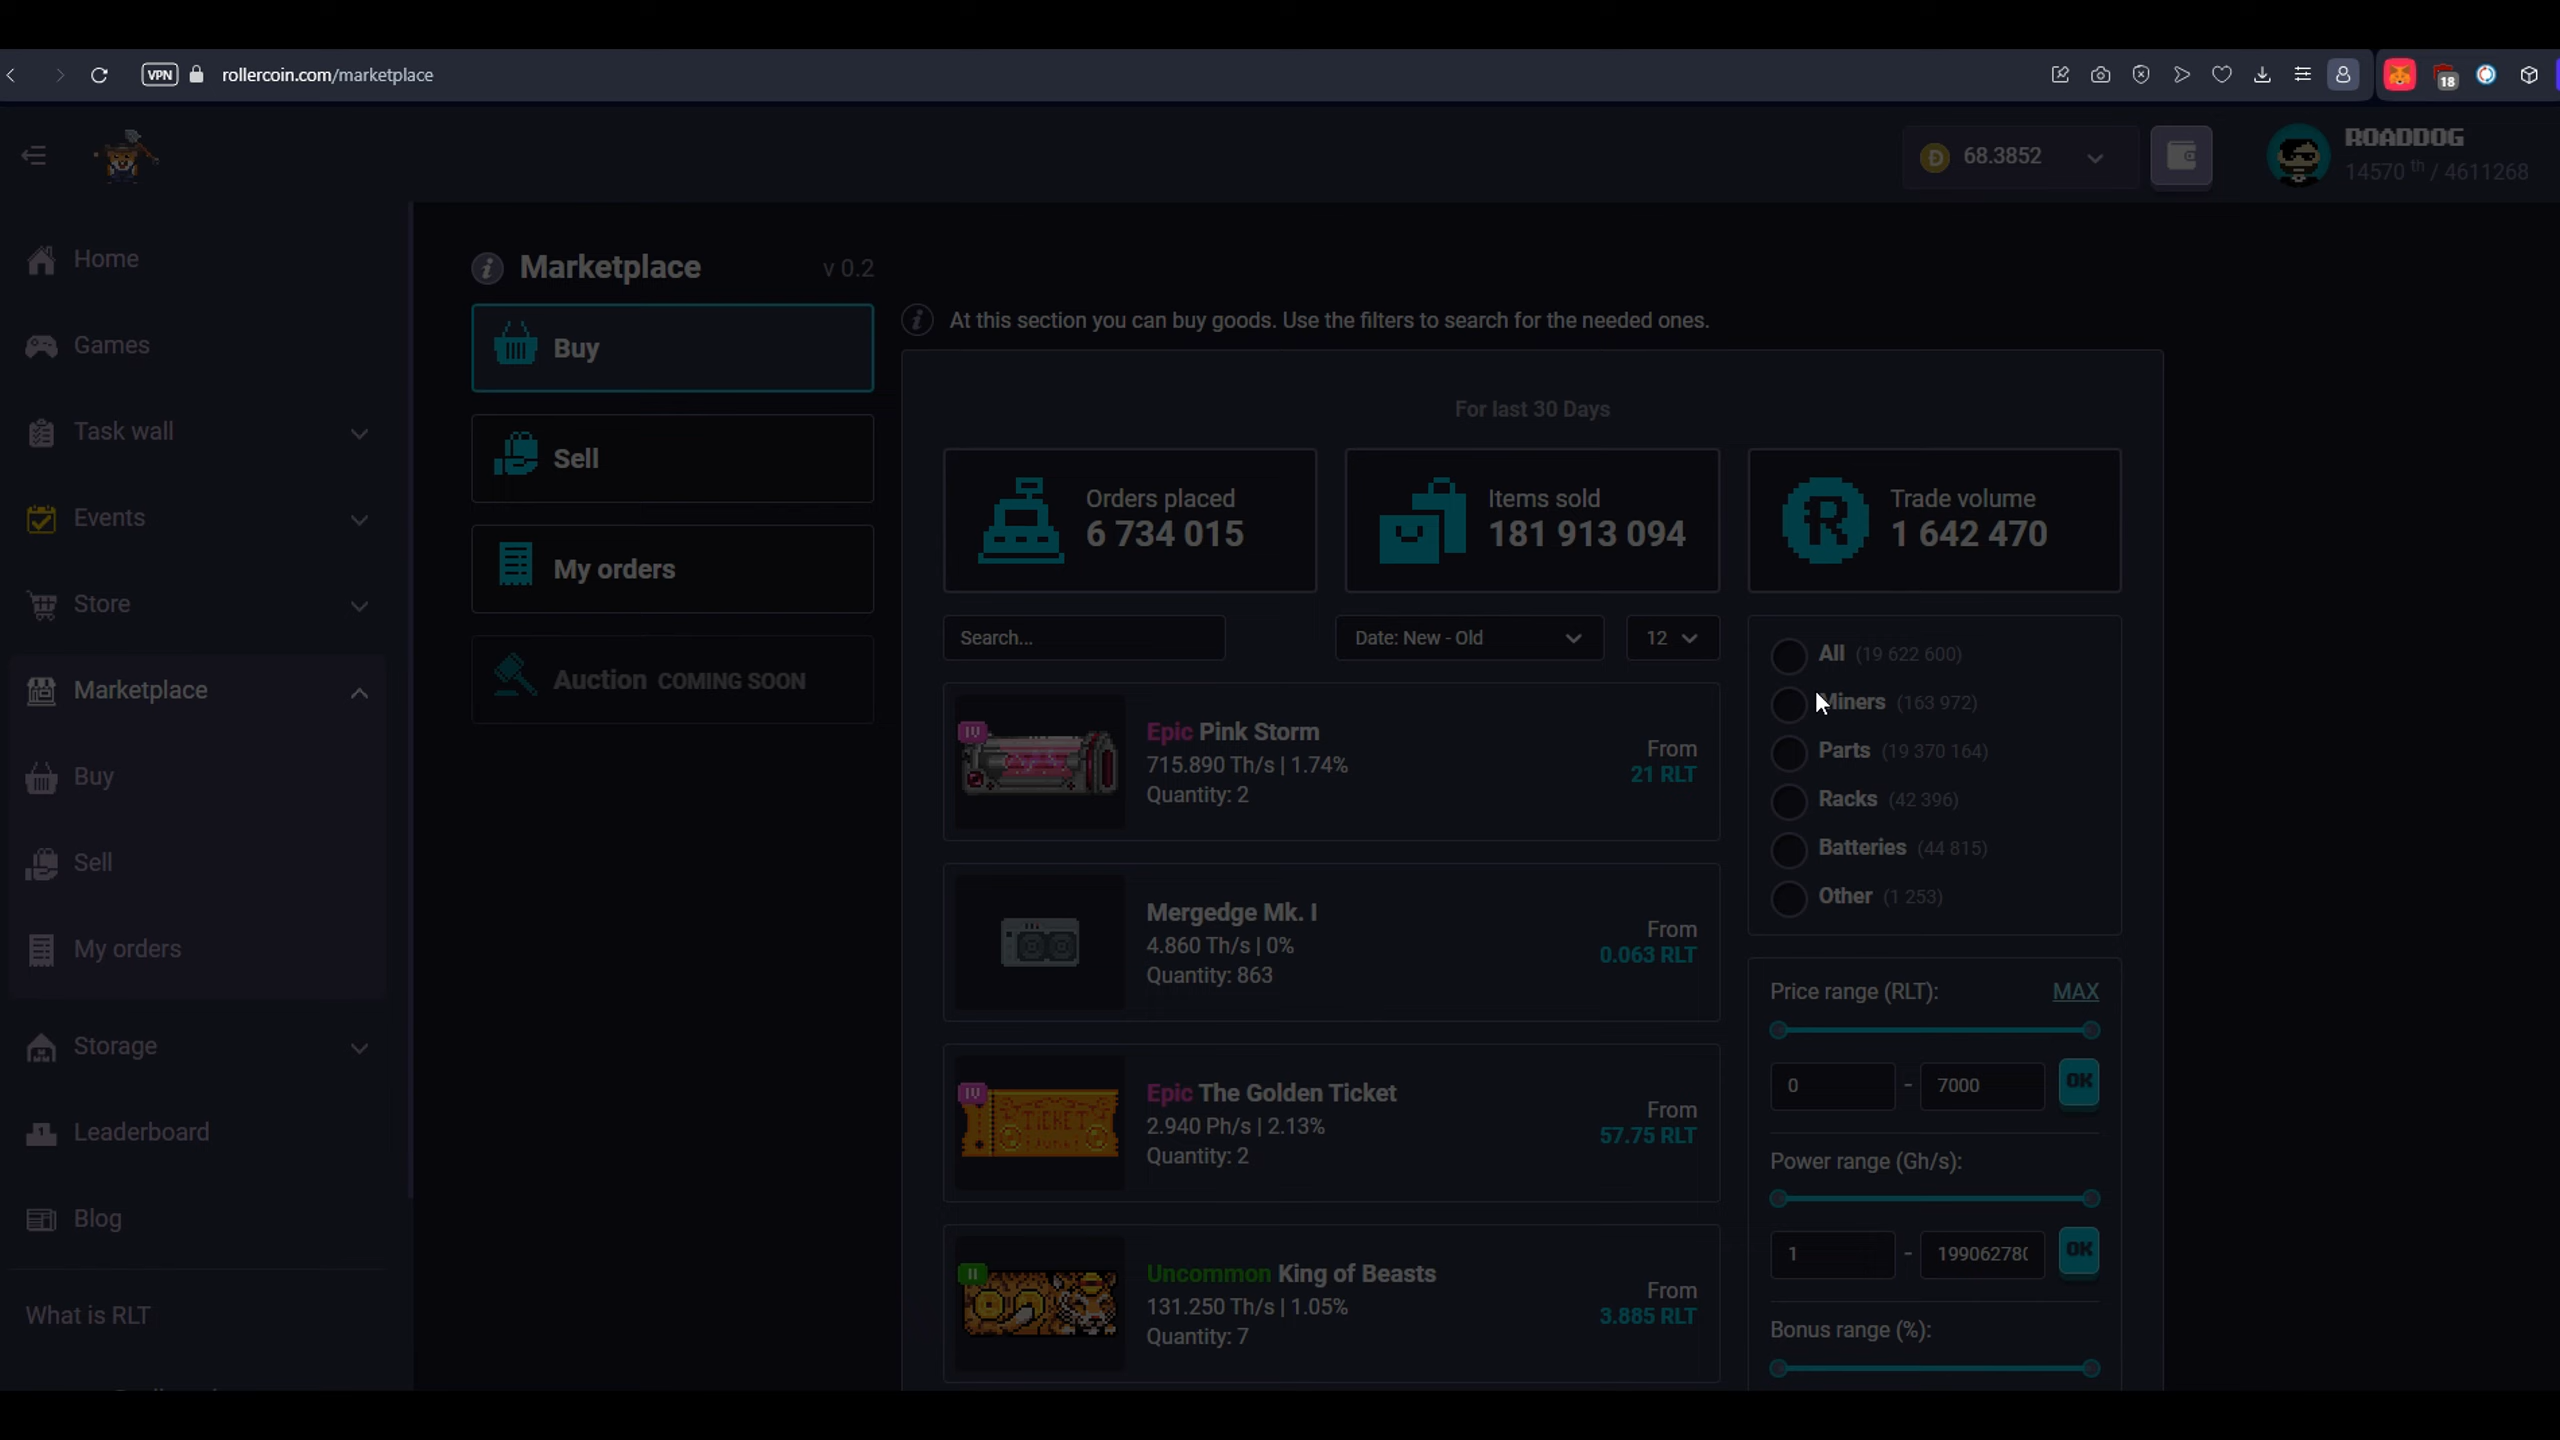 VPN rollercoin.com/marketplace
18
68.3852
ROADDOG
14570 th / 4611268
Home
Games
Task wall
Events
Store
Marketplace
Buy
Sell
My orders
Storage
Leaderboard
Blog
What is RLT
Marketplace v 0.2
Buy
Sell
My orders
Auction COMING SOON
At this section you can buy goods. Use the filters to search for the needed ones.
For last 30 Days
Orders placed
6 734 015
Items sold
181 913 094
Trade volume
1 642 470
Search...
Date: New - Old
12
IV
Epic Pink Storm
715.890 Th/s | 1.74%
Quantity: 2
From
21 RLT
Mergedge Mk. I
4.860 Th/s | 0%
Quantity: 863
From
0.063 RLT
IV
TICKET
Epic The Golden Ticket
2.940 Ph/s | 2.13%
Quantity: 2
From
57.75 RLT
II
Uncommon King of Beasts
131.250 Th/s | 1.05%
Quantity: 7
From
3.885 RLT
All (19 622 600)
Miners (163 972)
Parts (19 370 164)
Racks (42 396)
Batteries (44 815)
Other (1 253)
Price range (RLT): MAX
0 - 7000 OK
Power range (Gh/s):
1 - 19906278 OK
Bonus range (%):